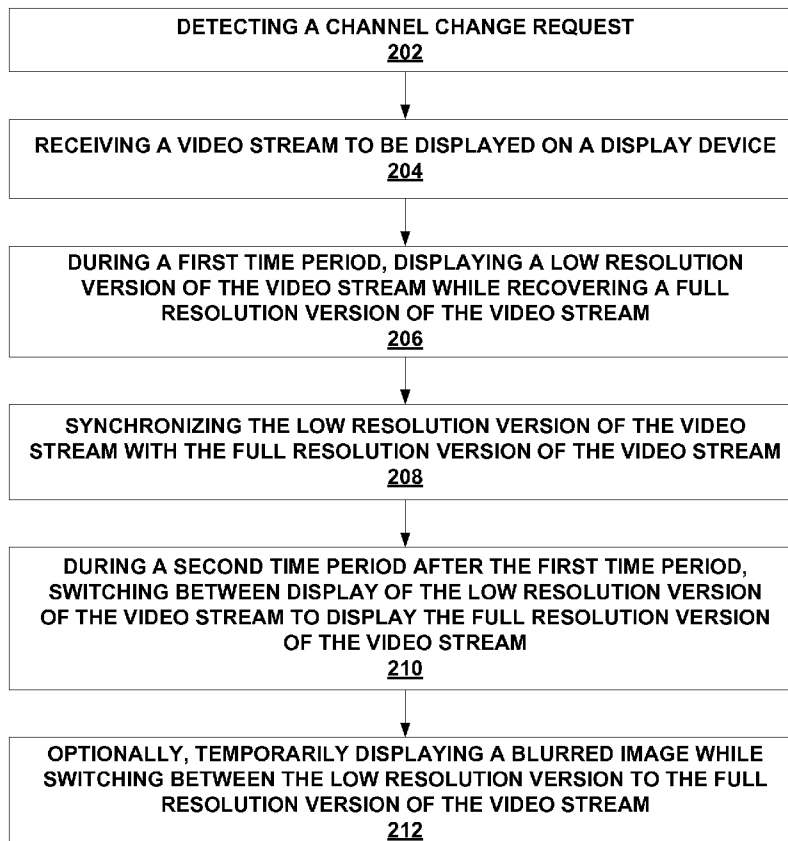 DETECTING A CHANNEL CHANGE REQUEST
202
RECEIVING A VIDEO STREAM TO BE DISPLAYED ON A DISPLAY DEVICE
204
DURING A FIRST TIME PERIOD, DISPLAYING A LOW RESOLUTION
VERSION OF THE VIDEO STREAM WHILE RECOVERING A FULL
RESOLUTION VERSION OF THE VIDEO STREAM
206
SYNCHRONIZING THE LOW RESOLUTION VERSION OF THE VIDEO
STREAM WITH THE FULL RESOLUTION VERSION OF THE VIDEO STREAM
208
DURING A SECOND TIME PERIOD AFTER THE FIRST TIME PERIOD,
SWITCHING BETWEEN DISPLAY OF THE LOW RESOLUTION VERSION
OF THE VIDEO STREAM TO DISPLAY THE FULL RESOLUTION VERSION
OF THE VIDEO STREAM
210
OPTIONALLY, TEMPORARILY DISPLAYING A BLURRED IMAGE WHILE
SWITCHING BETWEEN THE LOW RESOLUTION VERSION TO THE FULL
RESOLUTION VERSION OF THE VIDEO STREAM
212